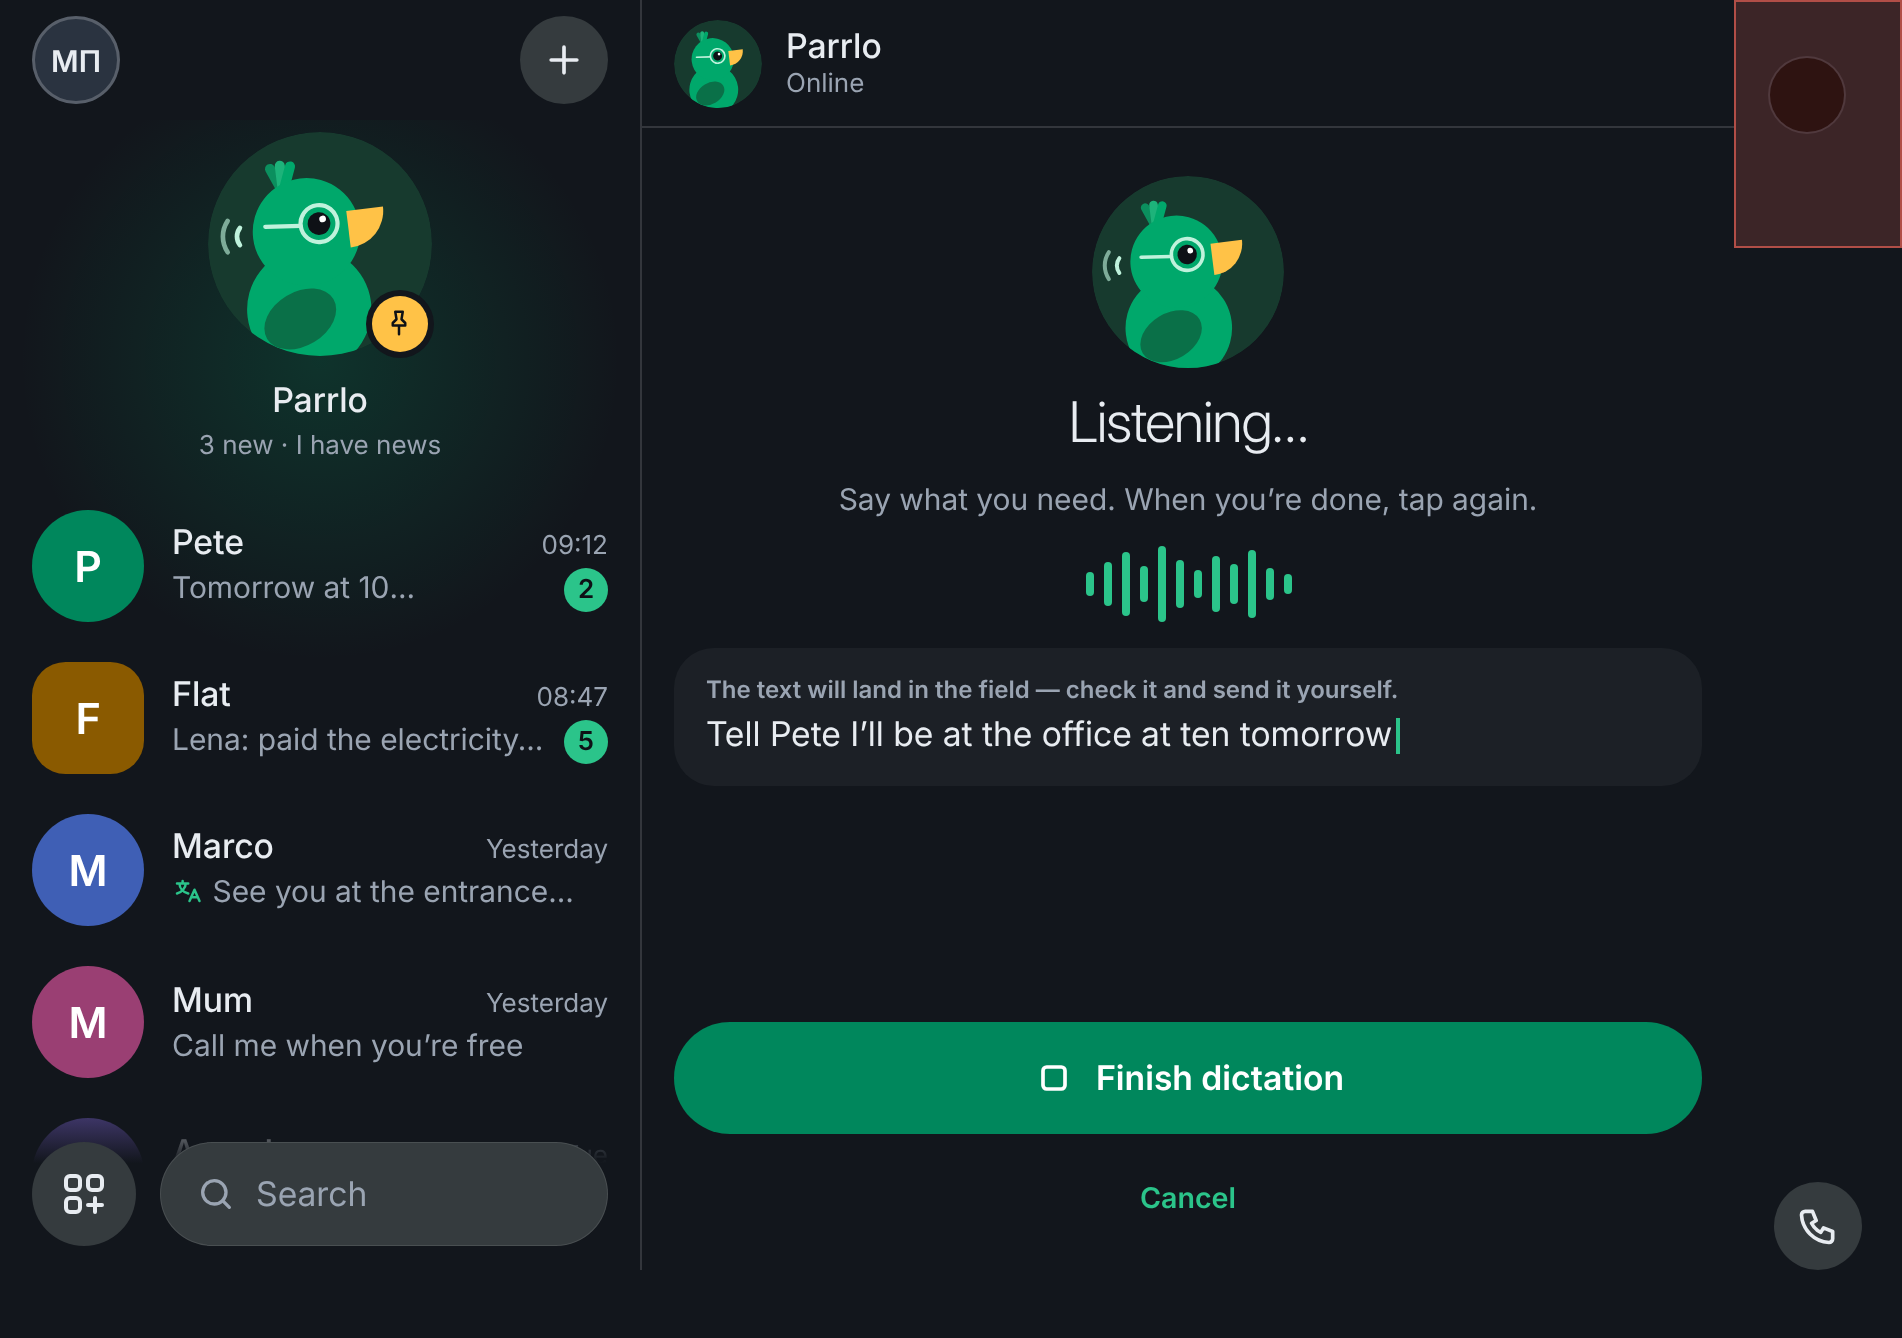 МП
Parrlo
3 new · I have news
Pete
09:12
Tomorrow at 10...
2
Flat
08:47
Lena: paid the electricity...
5
Marco
Yesterday
See you at the entrance...
Mum
Yesterday
Call me when you’re free
Search
Parrlo
Online
Listening...
Say what you need. When you’re done, tap again.
The text will land in the field — check it and send it yourself.
Tell Pete I’ll be at the office at ten tomorrow
Finish dictation
Cancel
P
F
M
M